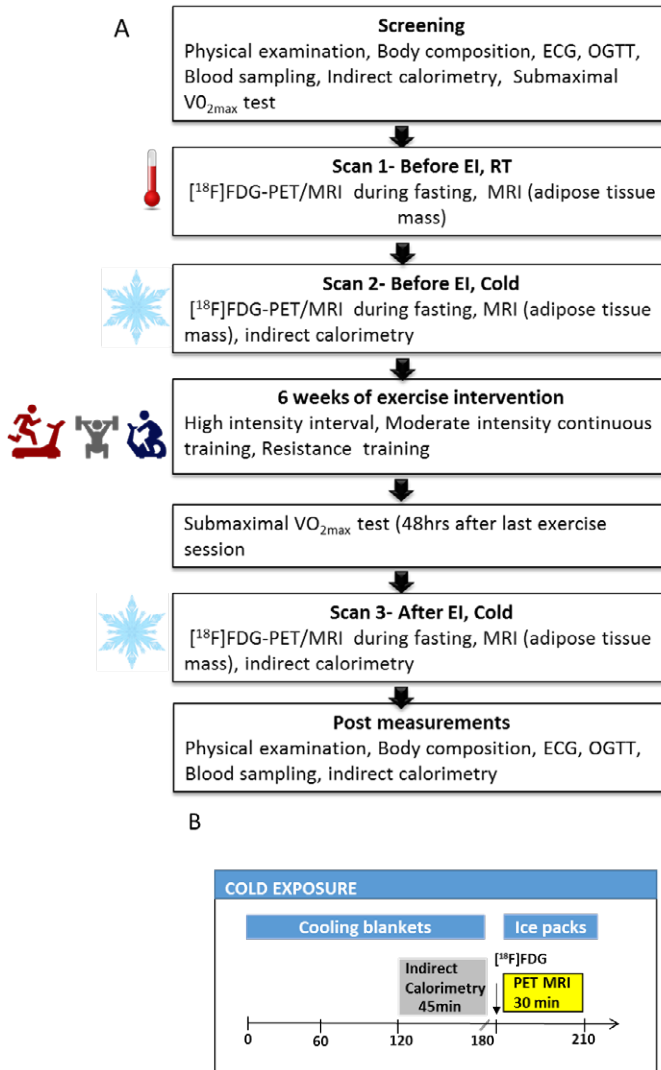 A
Screening
Physical examination, Body composition, ECG, OGTT,
Blood sampling, Indirect calorimetry, Submaximal
V0₂max test
Scan 1- Before EI, RT
[¹⁸F]FDG-PET/MRI during fasting, MRI (adipose tissue
mass)
Scan 2- Before EI, Cold
[¹⁸F]FDG-PET/MRI during fasting, MRI (adipose tissue
mass), indirect calorimetry
6 weeks of exercise intervention
High intensity interval, Moderate intensity continuous
training, Resistance training
Submaximal VO₂max test (48hrs after last exercise
session
Scan 3- After EI, Cold
[¹⁸F]FDG-PET/MRI during fasting, MRI (adipose tissue
mass), indirect calorimetry
Post measurements
Physical examination, Body composition, ECG, OGTT,
Blood sampling, indirect calorimetry
B
COLD EXPOSURE
Cooling blankets
Ice packs
[¹⁸F]FDG
Indirect
Calorimetry
45min
PET MRI
30 min
0 60 120 180 210